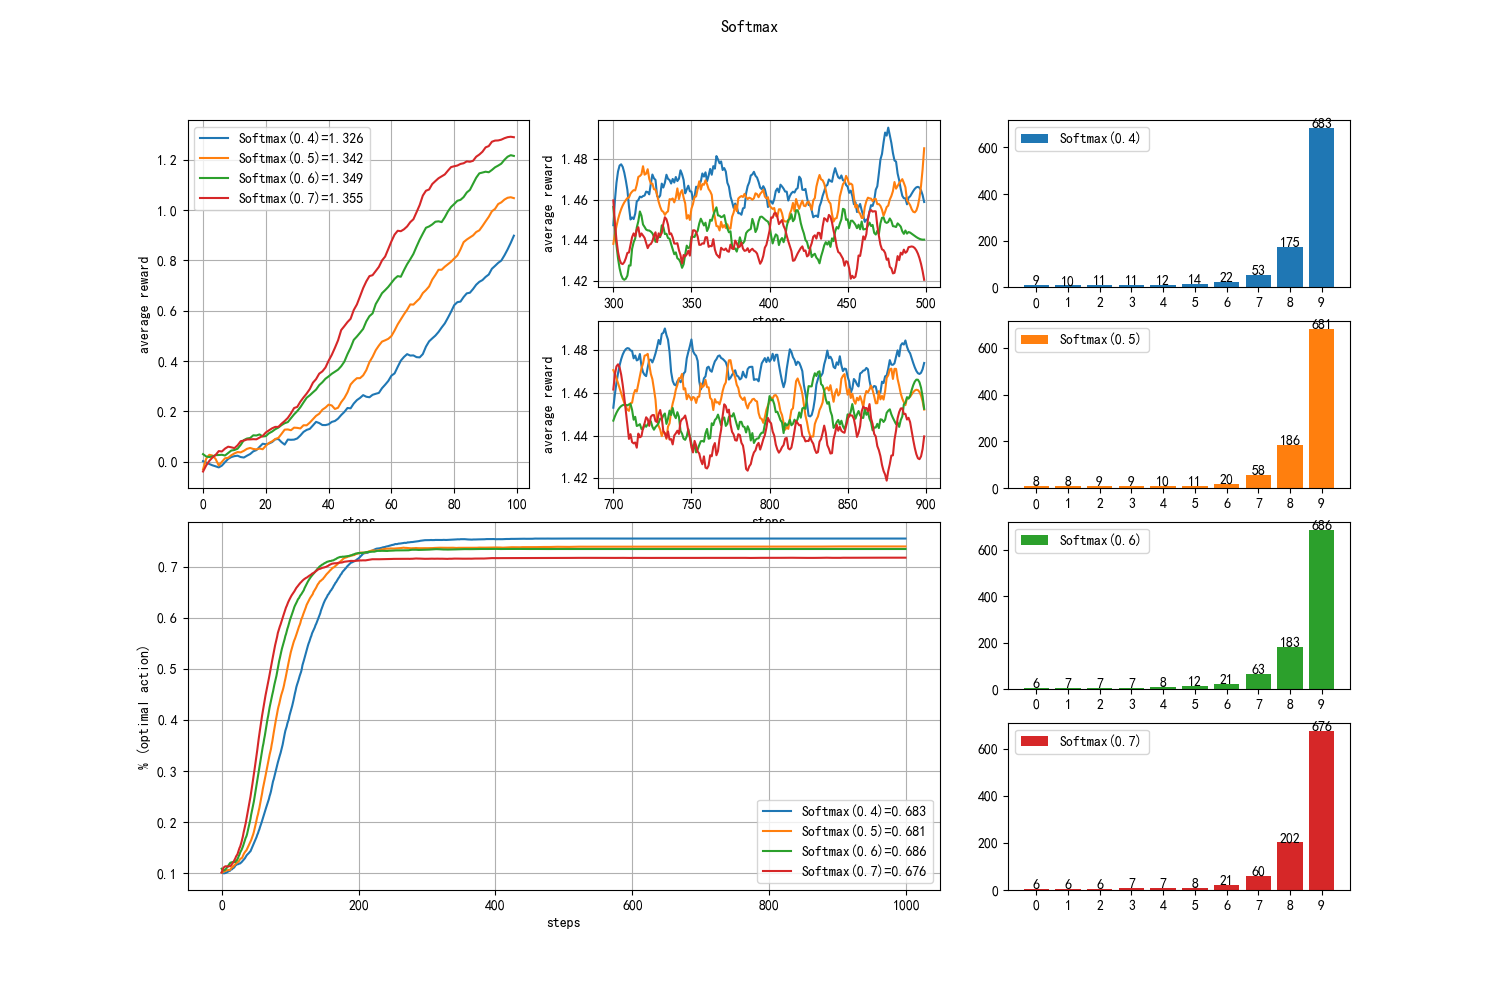 Softmax
average reward
1.2
1.0
0.8
0.6
0.4
0.2
0.0
Softmax(0.4)=1.326
Softmax(0.5)=1.342
Softmax(0.6)=1.349
Softmax(0.7)=1.355
0 20 40 60 80 100
steps
average reward
1.48
1.46
1.44
1.42
300 350 400 450 500
steps
average reward
1.48
1.46
1.44
1.42
700 750 800 850 900
steps
% (optimal action)
0.7
0.6
0.5
0.4
0.3
0.2
0.1
Softmax(0.4)=0.683
Softmax(0.5)=0.681
Softmax(0.6)=0.686
Softmax(0.7)=0.676
0 200 400 600 800 1000
steps
Softmax(0.4)
600
400
200
0
9 10 11 11 12 14 22 53 175 683
0 1 2 3 4 5 6 7 8 9
Softmax(0.5)
600
400
200
0
8 8 9 9 10 11 20 58 186 681
0 1 2 3 4 5 6 7 8 9
Softmax(0.6)
600
400
200
0
6 7 7 7 8 12 21 63 183 686
0 1 2 3 4 5 6 7 8 9
Softmax(0.7)
600
400
200
0
6 6 6 7 7 8 21 60 202 676
0 1 2 3 4 5 6 7 8 9